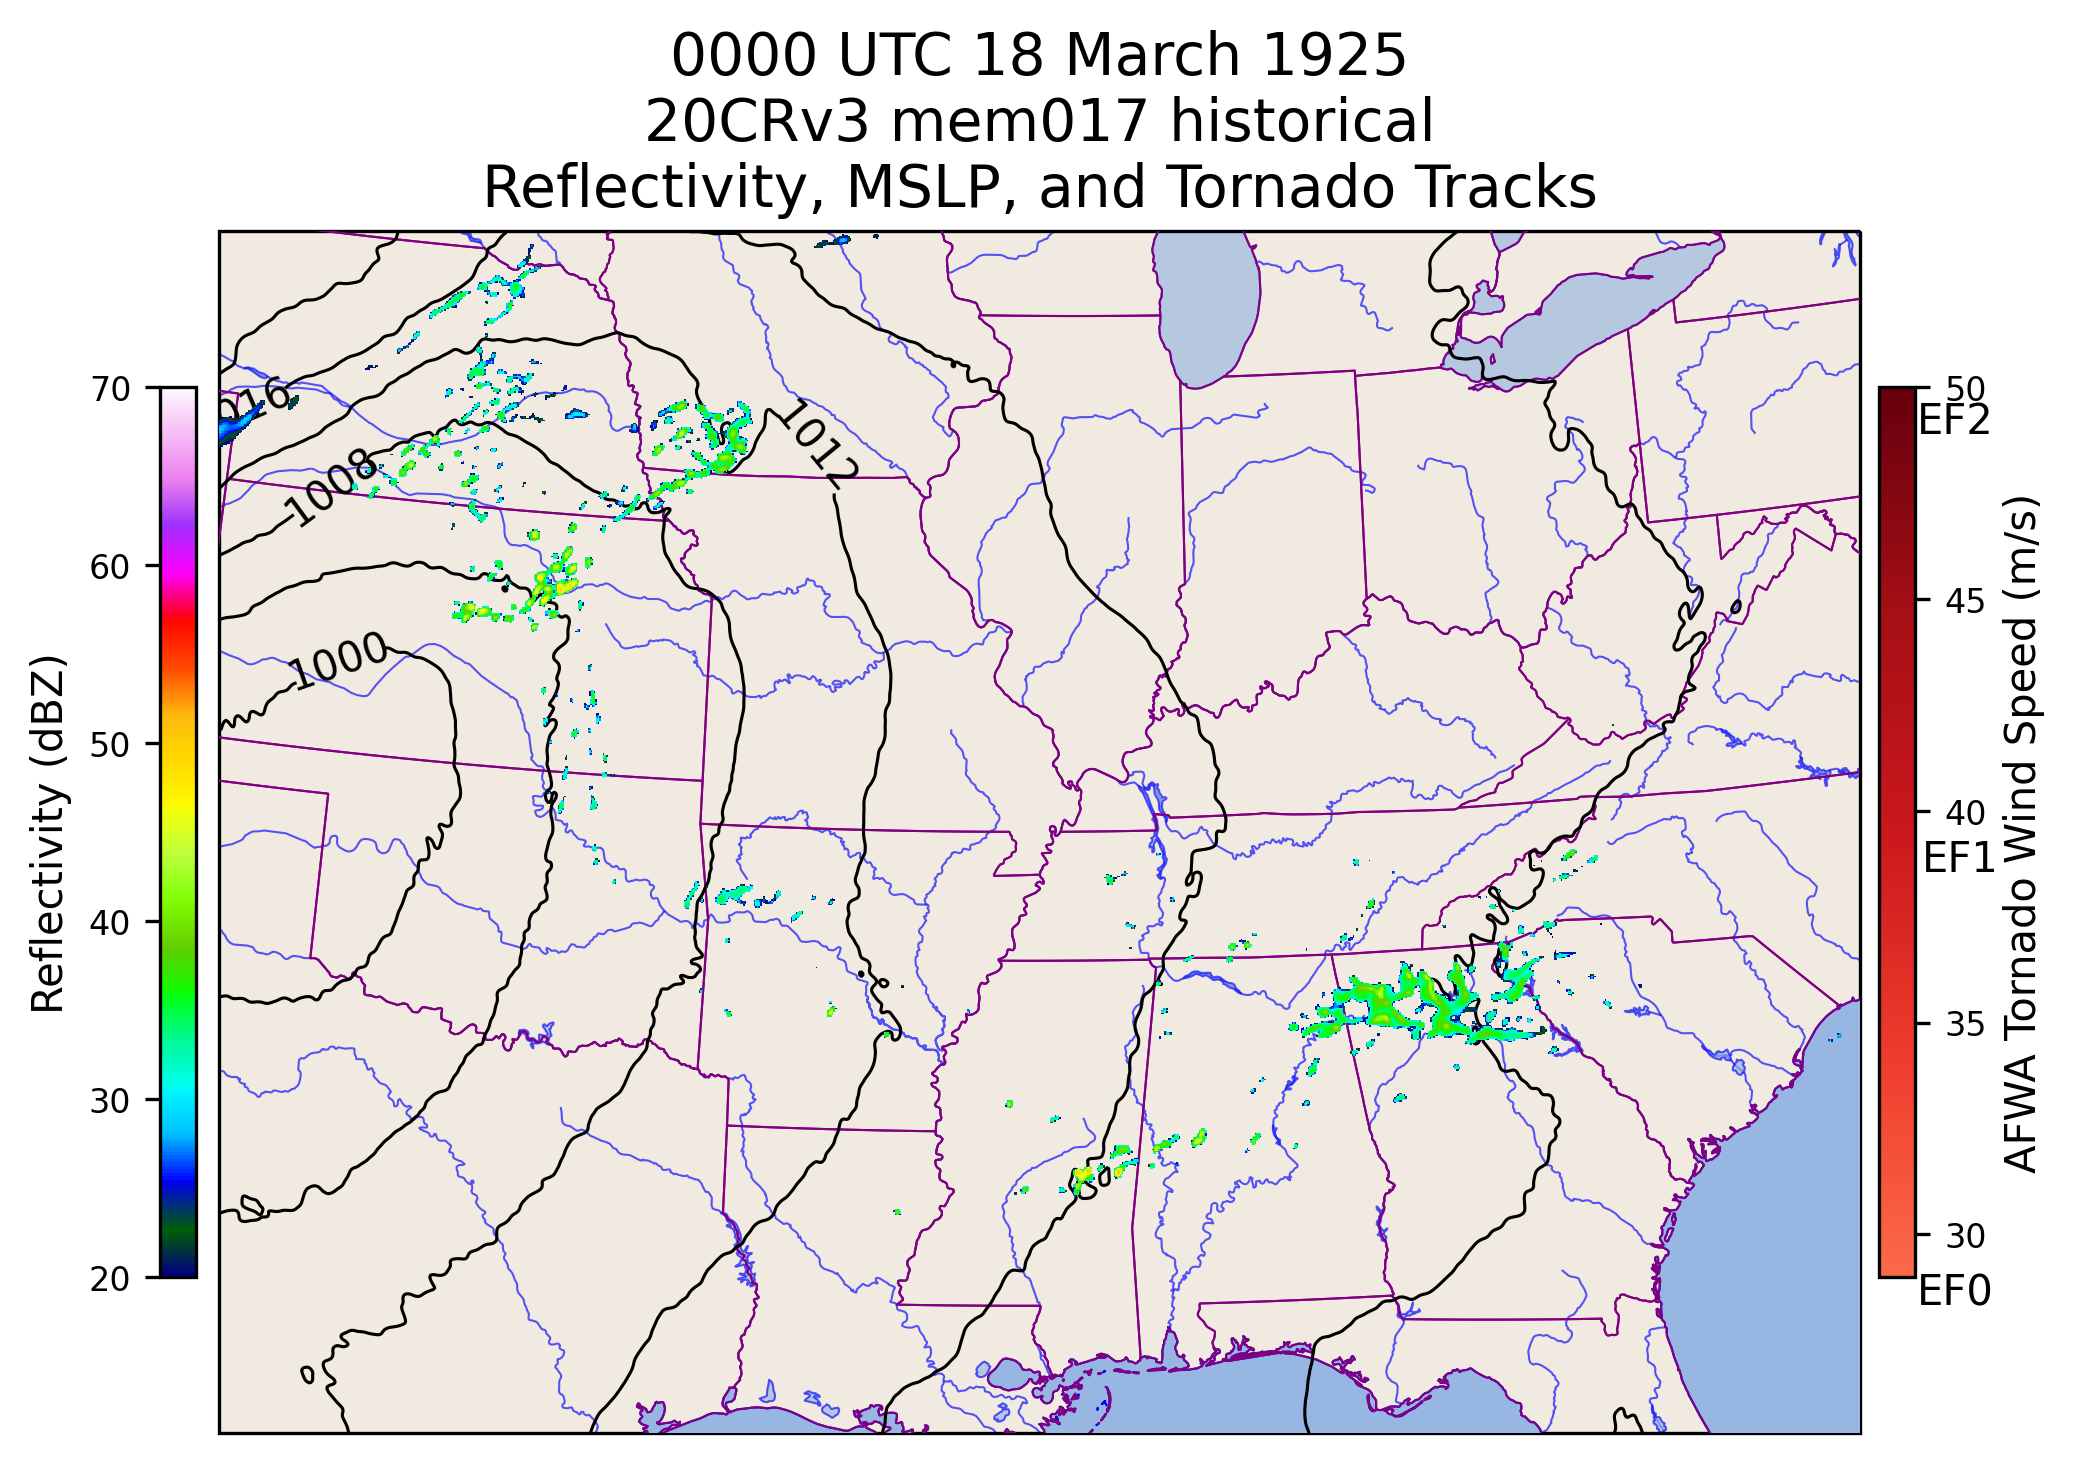 0000 UTC 18 March 1925
20CRv3 mem017 historical
Reflectivity, MSLP, and Tornado Tracks
70
60
50
40
30
20
Reflectivity (dBZ)
016
1008
1012
1000
50
EF2
45
40
EF1
35
30
EF0
AFWA Tornado Wind Speed (m/s)